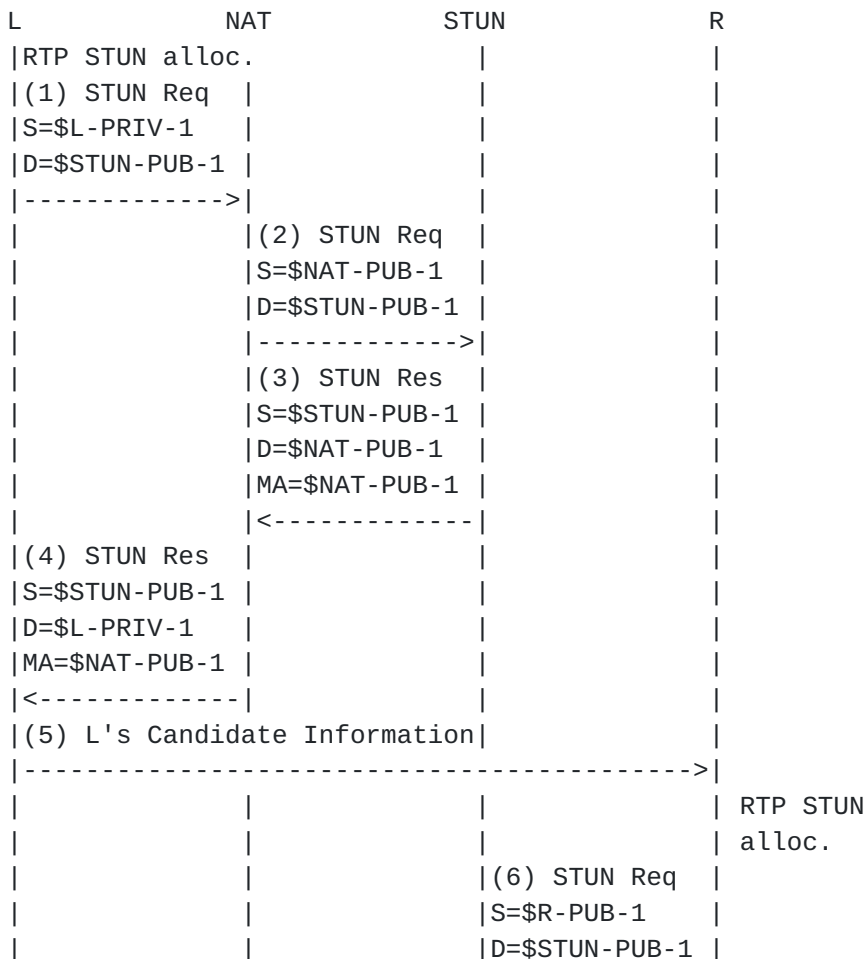 L             NAT           STUN             R
|RTP STUN alloc.              |              |
|(1) STUN Req  |              |              |
|S=$L-PRIV-1   |              |              |
|D=$STUN-PUB-1 |              |              |
|------------->|              |              |
|              |(2) STUN Req  |              |
|              |S=$NAT-PUB-1  |              |
|              |D=$STUN-PUB-1 |              |
|              |------------->|              |
|              |(3) STUN Res  |              |
|              |S=$STUN-PUB-1 |              |
|              |D=$NAT-PUB-1  |              |
|              |MA=$NAT-PUB-1 |              |
|              |<-------------|              |
|(4) STUN Res  |              |              |
|S=$STUN-PUB-1 |              |              |
|D=$L-PRIV-1   |              |              |
|MA=$NAT-PUB-1 |              |              |
|<-------------|              |              |
|(5) L's Candidate Information|              |
|------------------------------------------->|
|              |              |              | RTP STUN
|              |              |              | alloc.
|              |              |(6) STUN Req  |
|              |              |S=$R-PUB-1    |
|              |              |D=$STUN-PUB-1 |